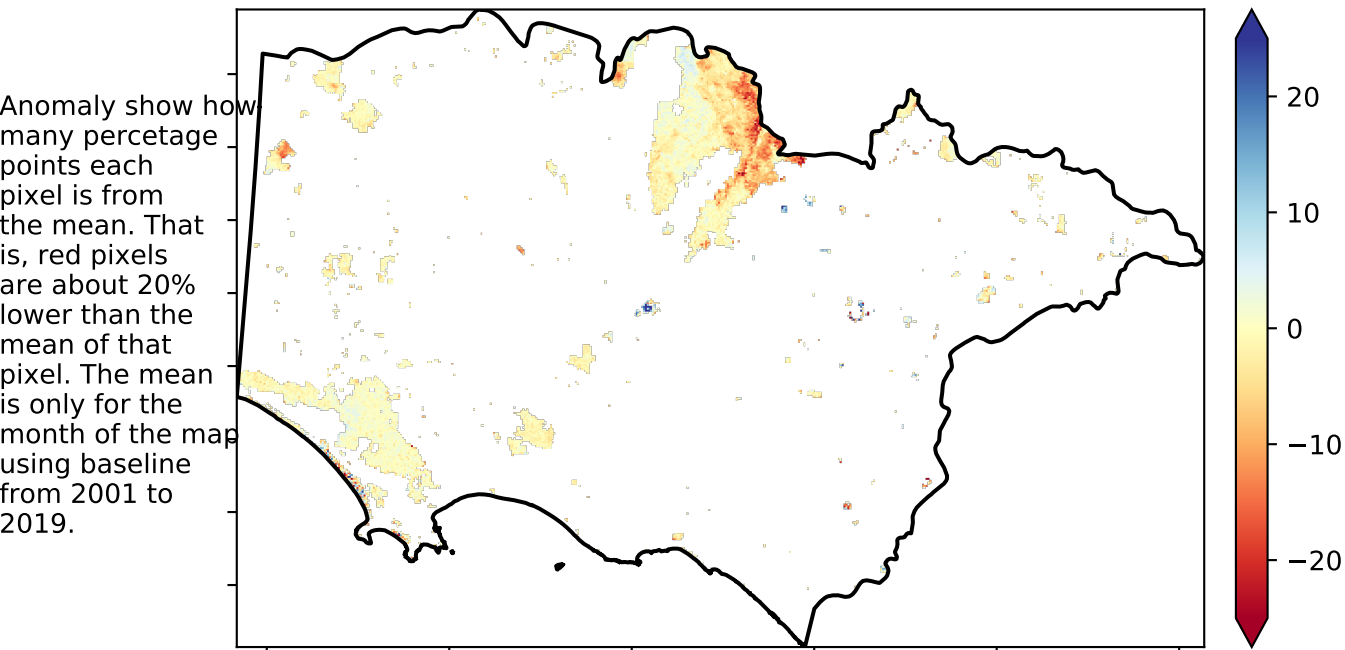 Anomaly show how
many percetage
points each
pixel is from
the mean. That
is, red pixels
are about 20%
lower than the
mean of that
pixel. The mean
is only for the
month of the map
using baseline
from 2001 to
2019.
20
10
0
−10
−20